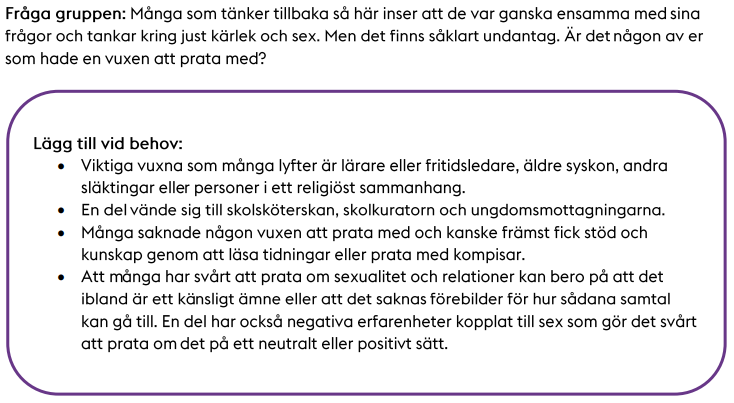 Fråga gruppen: Många som tänker tillbaka så här inser att de var ganska ensamma med sina
frågor och tankar kring just kärlek och sex. Men det finns såklart undantag. Är det någon av er
som hade en vuxen att prata med?
Lägg till vid behov:
• Viktiga vuxna som många lyfter är lärare eller fritidsledare, äldre syskon, andra
släktingar eller personer i ett religiöst sammanhang.
• En del vände sig till skolsköterskan, skolkuratorn och ungdomsmottagningarna.
• Många saknade någon vuxen att prata med och kanske främst fick stöd och
kunskap genom att läsa tidningar eller prata med kompisar.
• Att många har svårt att prata om sexualitet och relationer kan bero på att det
ibland är ett känsligt ämne eller att det saknas förebilder för hur sådana samtal
kan gå till. En del har också negativa erfarenheter kopplat till sex som gör det svårt
att prata om det på ett neutralt eller positivt sätt.